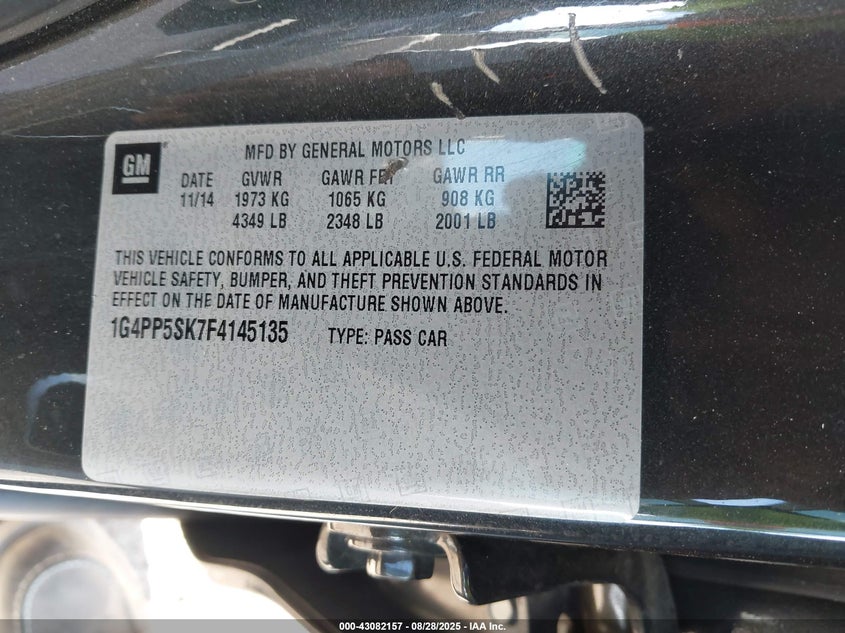 GM
MFD BY GENERAL MOTORS LLC
DATE GVWR GAWR FRT GAWR RR
11/14 1973 KG 1065 KG 908 KG
4349 LB 2348 LB 2001 LB
THIS VEHICLE CONFORMS TO ALL APPLICABLE U.S. FEDERAL MOTOR
VEHICLE SAFETY, BUMPER, AND THEFT PREVENTION STANDARDS IN
EFFECT ON THE DATE OF MANUFACTURE SHOWN ABOVE.
1G4PP5SK7F4145135 TYPE: PASS CAR
000-43082157 - 08/28/2025 - IAA Inc.